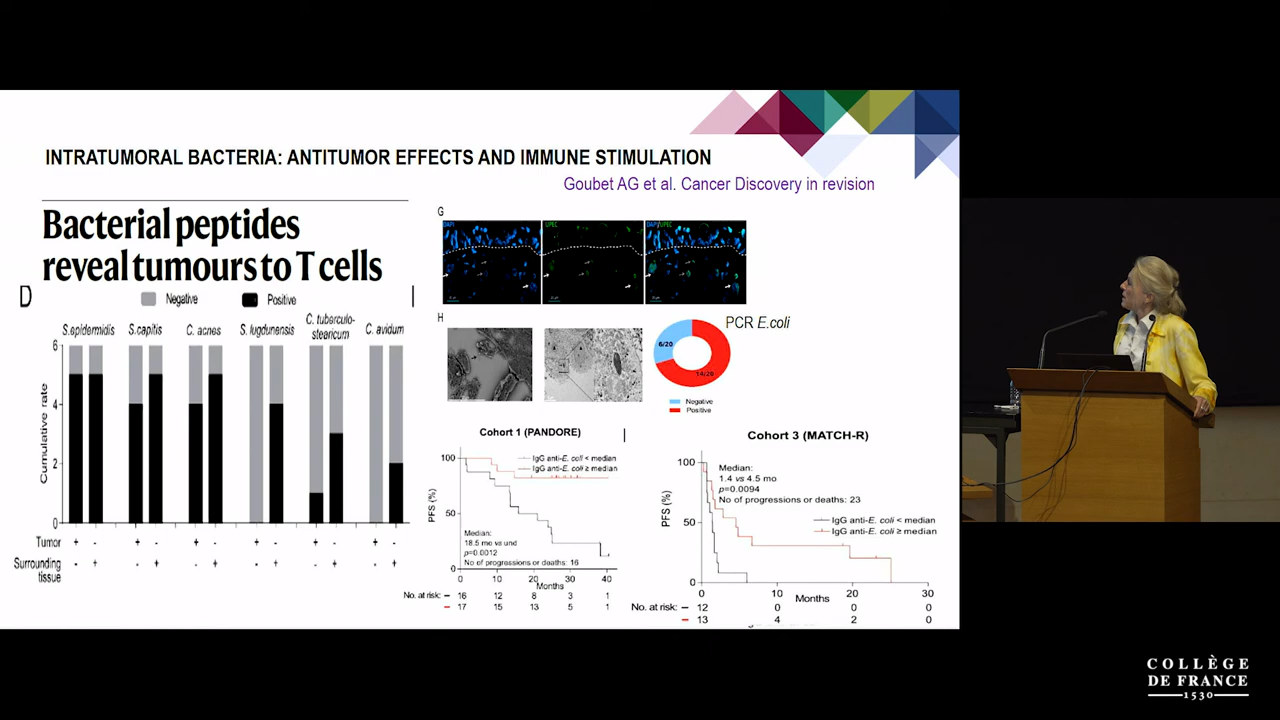 INTRATUMORAL BACTERIA: ANTITUMOR EFFECTS AND IMMUNE STIMULATION
Goubet AG et al. Cancer Discovery in revision
Bacterial peptides
reveal tumours to T cells
D
Negative
Positive
S.epidermidis
S.capitis
C. acnes
S. lugdunensis
C. tuberculo-
stearicum
C. avidum
Cumulative rate
6
4
2
0
Tumor + - + - + - + - + - + -
Surrounding
tissue
- + - + - + - + - + - +
G
DAPI
UPEC
DAPI/UPEC
H
PCR E.coli
6/20
14/20
Negative
Positive
I
Cohort 1 (PANDORE)
IgG anti-E. coli < median
IgG anti-E. coli ≥ median
PFS (%)
100
50
0
Median:
18.5 mo vs und
p=0.0012
No of progressions or deaths: 16
0 10 20 30 40
Months
No. at risk:
16 12 8 3 1
17 15 13 5 1
Cohort 3 (MATCH-R)
Median:
1.4 vs 4.5 mo
p=0.0094
No of progressions or deaths: 23
IgG anti-E. coli < median
IgG anti-E. coli ≥ median
PFS (%)
100
50
0
0 10 20 30
Months
No. at risk:
12 0 0 0
13 4 2 0
COLLÈGE
DE FRANCE
1530